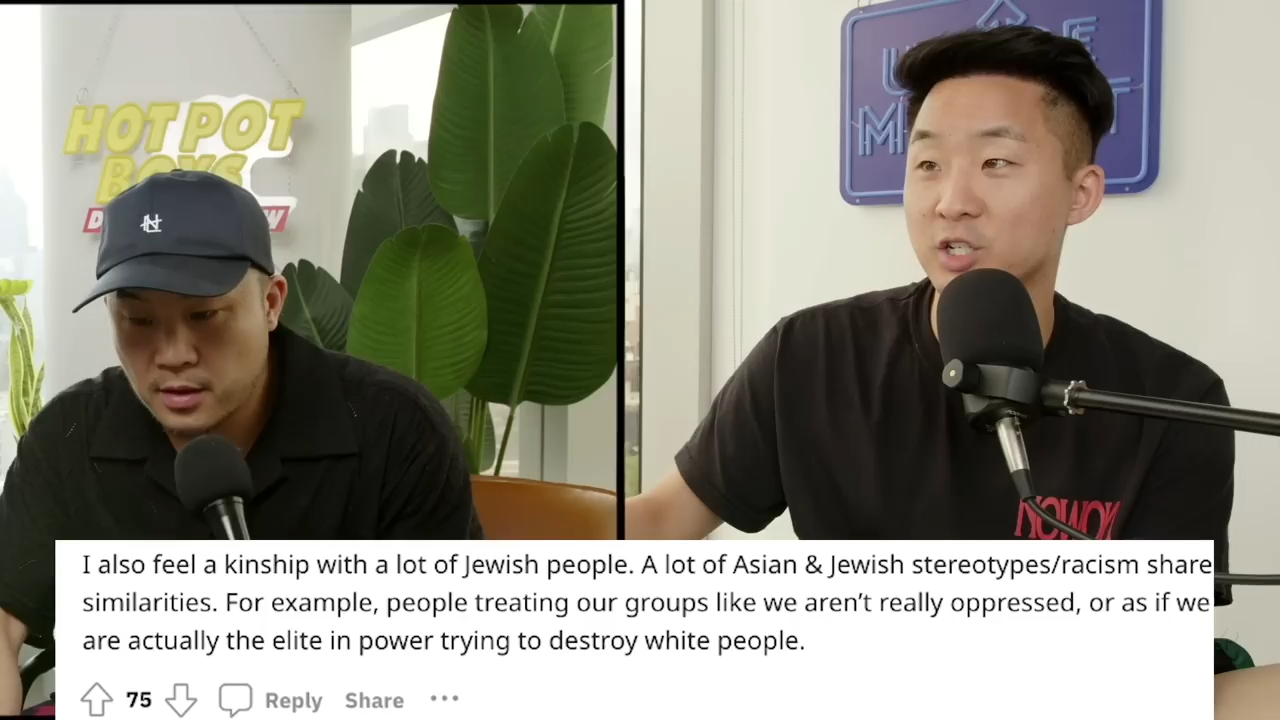 HOT POT
BOYS
I also feel a kinship with a lot of Jewish people. A lot of Asian & Jewish stereotypes/racism share
similarities. For example, people treating our groups like we aren’t really oppressed, or as if we
are actually the elite in power trying to destroy white people.
75 Reply Share ...